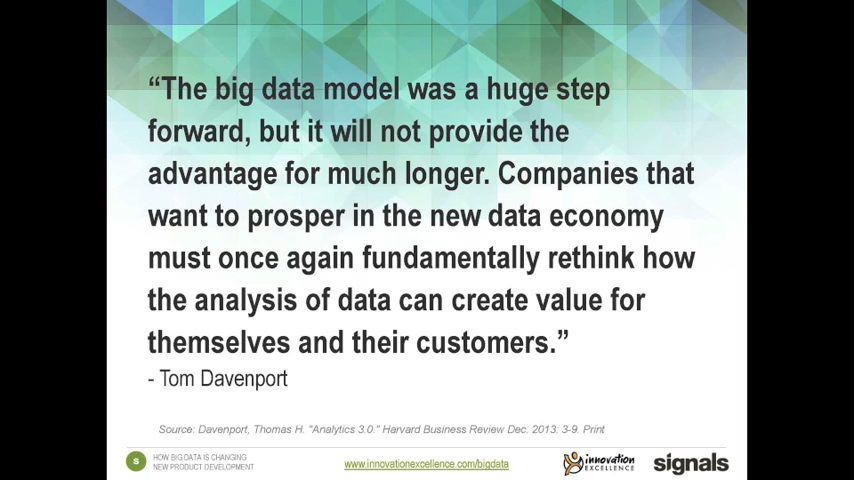 “The big data model was a huge step
forward, but it will not provide the
advantage for much longer. Companies that
want to prosper in the new data economy
must once again fundamentally rethink how
the analysis of data can create value for
themselves and their customers.”
- Tom Davenport
Source: Davenport, Thomas H. "Analytics 3.0." Harvard Business Review Dec. 2013: 3-9. Print
S
HOW BIG DATA IS CHANGING
NEW PRODUCT DEVELOPMENT
www.innovationexcellence.com/bigdata
innovation
EXCELLENCE
signals